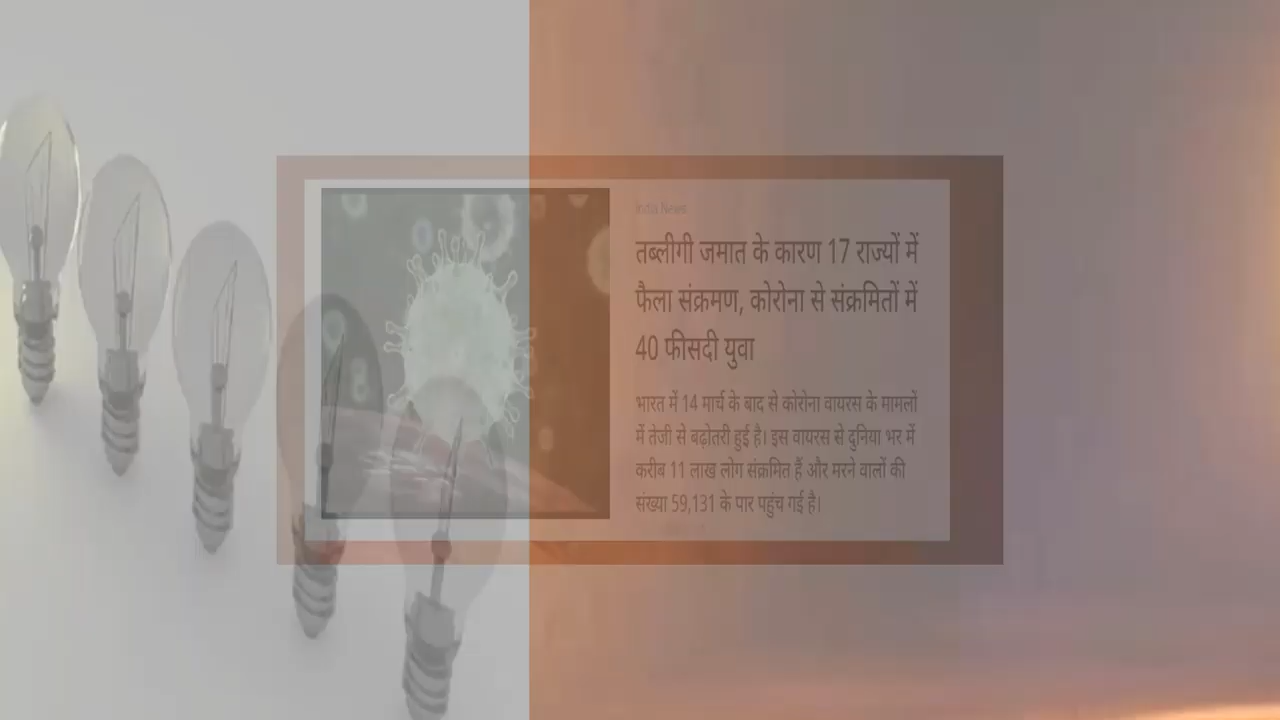 India News
तब्लीगी जमात के कारण 17 राज्यों में
फैला संक्रमण, कोरोना से संक्रमितों में
40 फीसदी युवा
भारत में 14 मार्च के बाद से कोरोना वायरस के मामलों
में तेजी से बढ़ोतरी हुई है। इस वायरस से दुनिया भर में
करीब 11 लाख लोग संक्रमित हैं और मरने वालों की
संख्या 59,131 के पार पहुंच गई है।